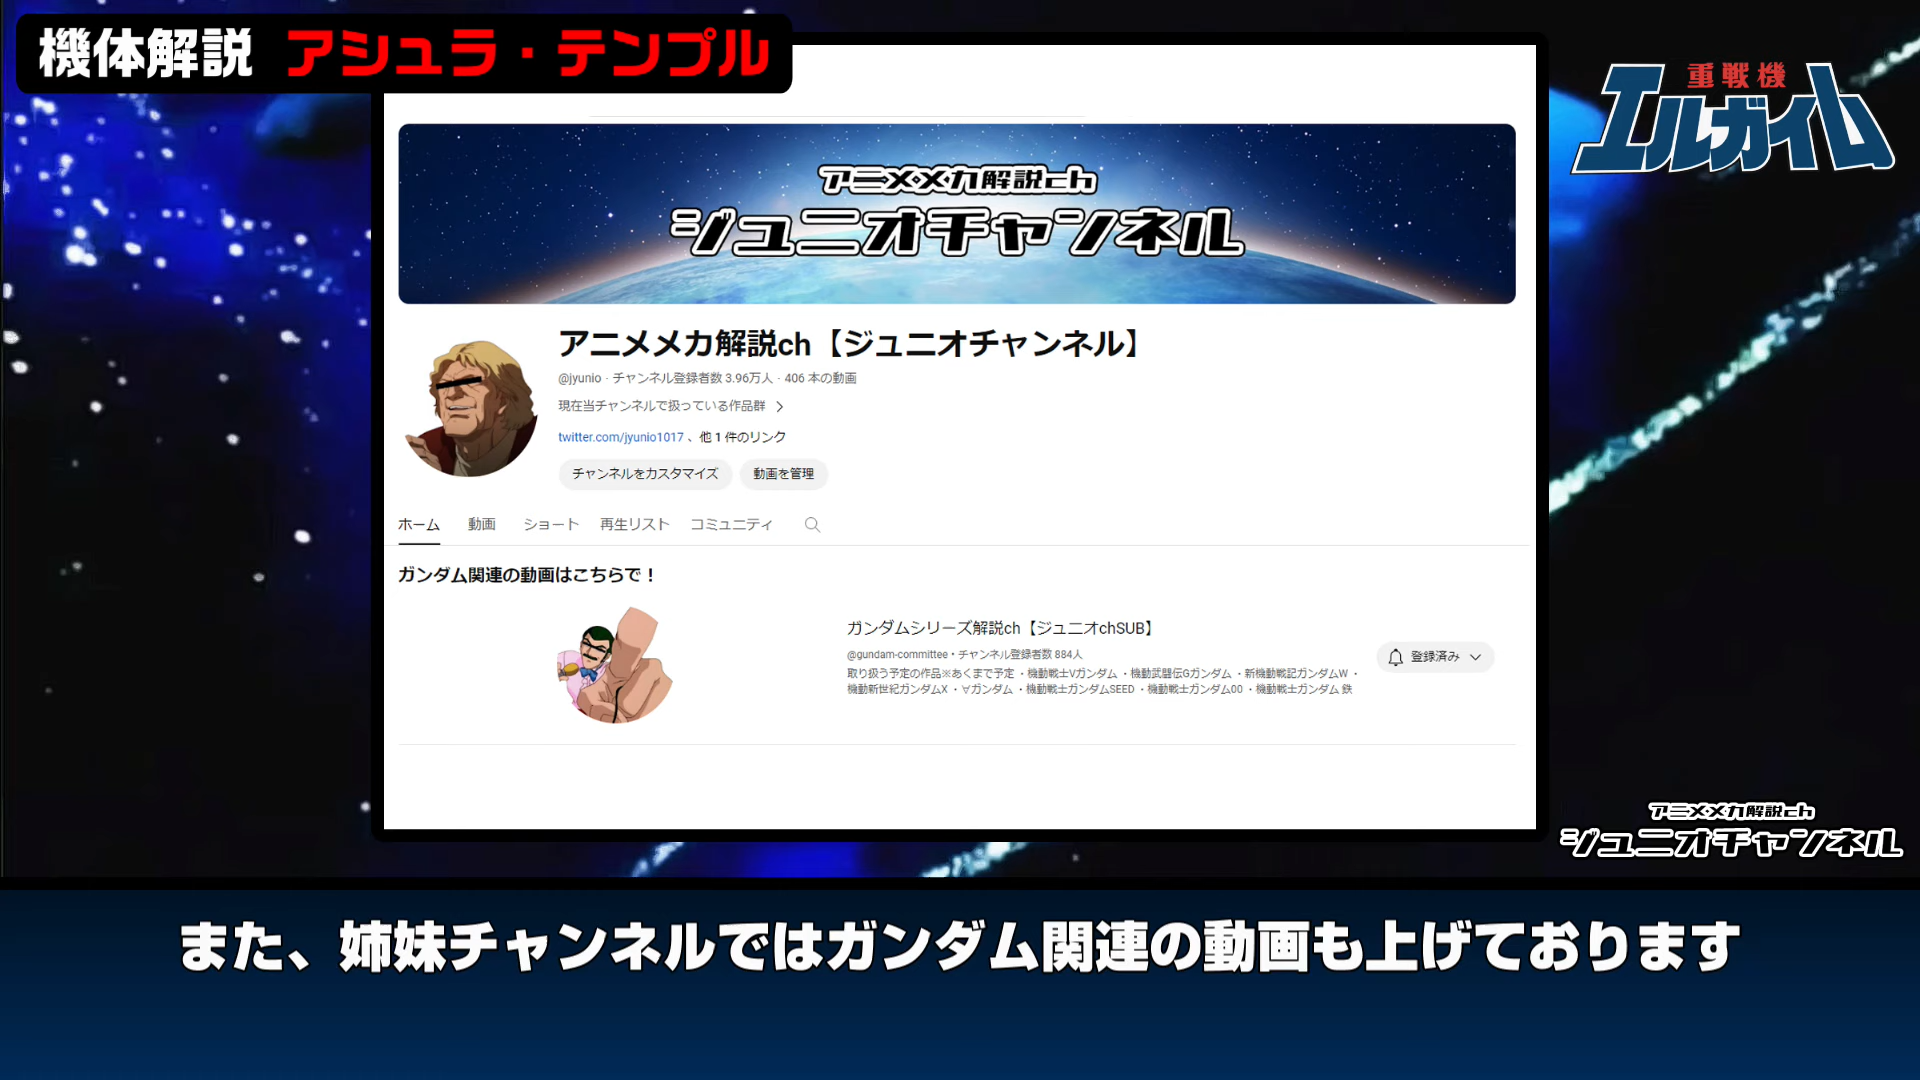 機体解説 アシュラ・テンプル
重戦機
エルガイム
アニメメカ解説ch
ジュニオチャンネル
アニメメカ解説ch【ジュニオチャンネル】
@jyunio · チャンネル登録者数 3.96万人 · 406 本の動画
現在当チャンネルで扱っている作品群
twitter.com/jyunio1017 、他 1 件のリンク
チャンネルをカスタマイズ 動画を管理
ホーム 動画 ショート 再生リスト コミュニティ
ガンダム関連の動画はこちらで！
ガンダムシリーズ解説ch【ジュニオchSUB】
@gundam-committee・チャンネル登録者数 884人
取り扱う予定の作品※あくまで予定 ・機動戦士Vガンダム ・機動武闘伝Gガンダム ・新機動戦記ガンダムW ・
機動新世紀ガンダムX ・∀ガンダム ・機動戦士ガンダムSEED ・機動戦士ガンダム00 ・機動戦士ガンダム 鉄
登録済み
アニメメカ解説ch
ジュニオチャンネル
また、姉妹チャンネルではガンダム関連の動画も上げております